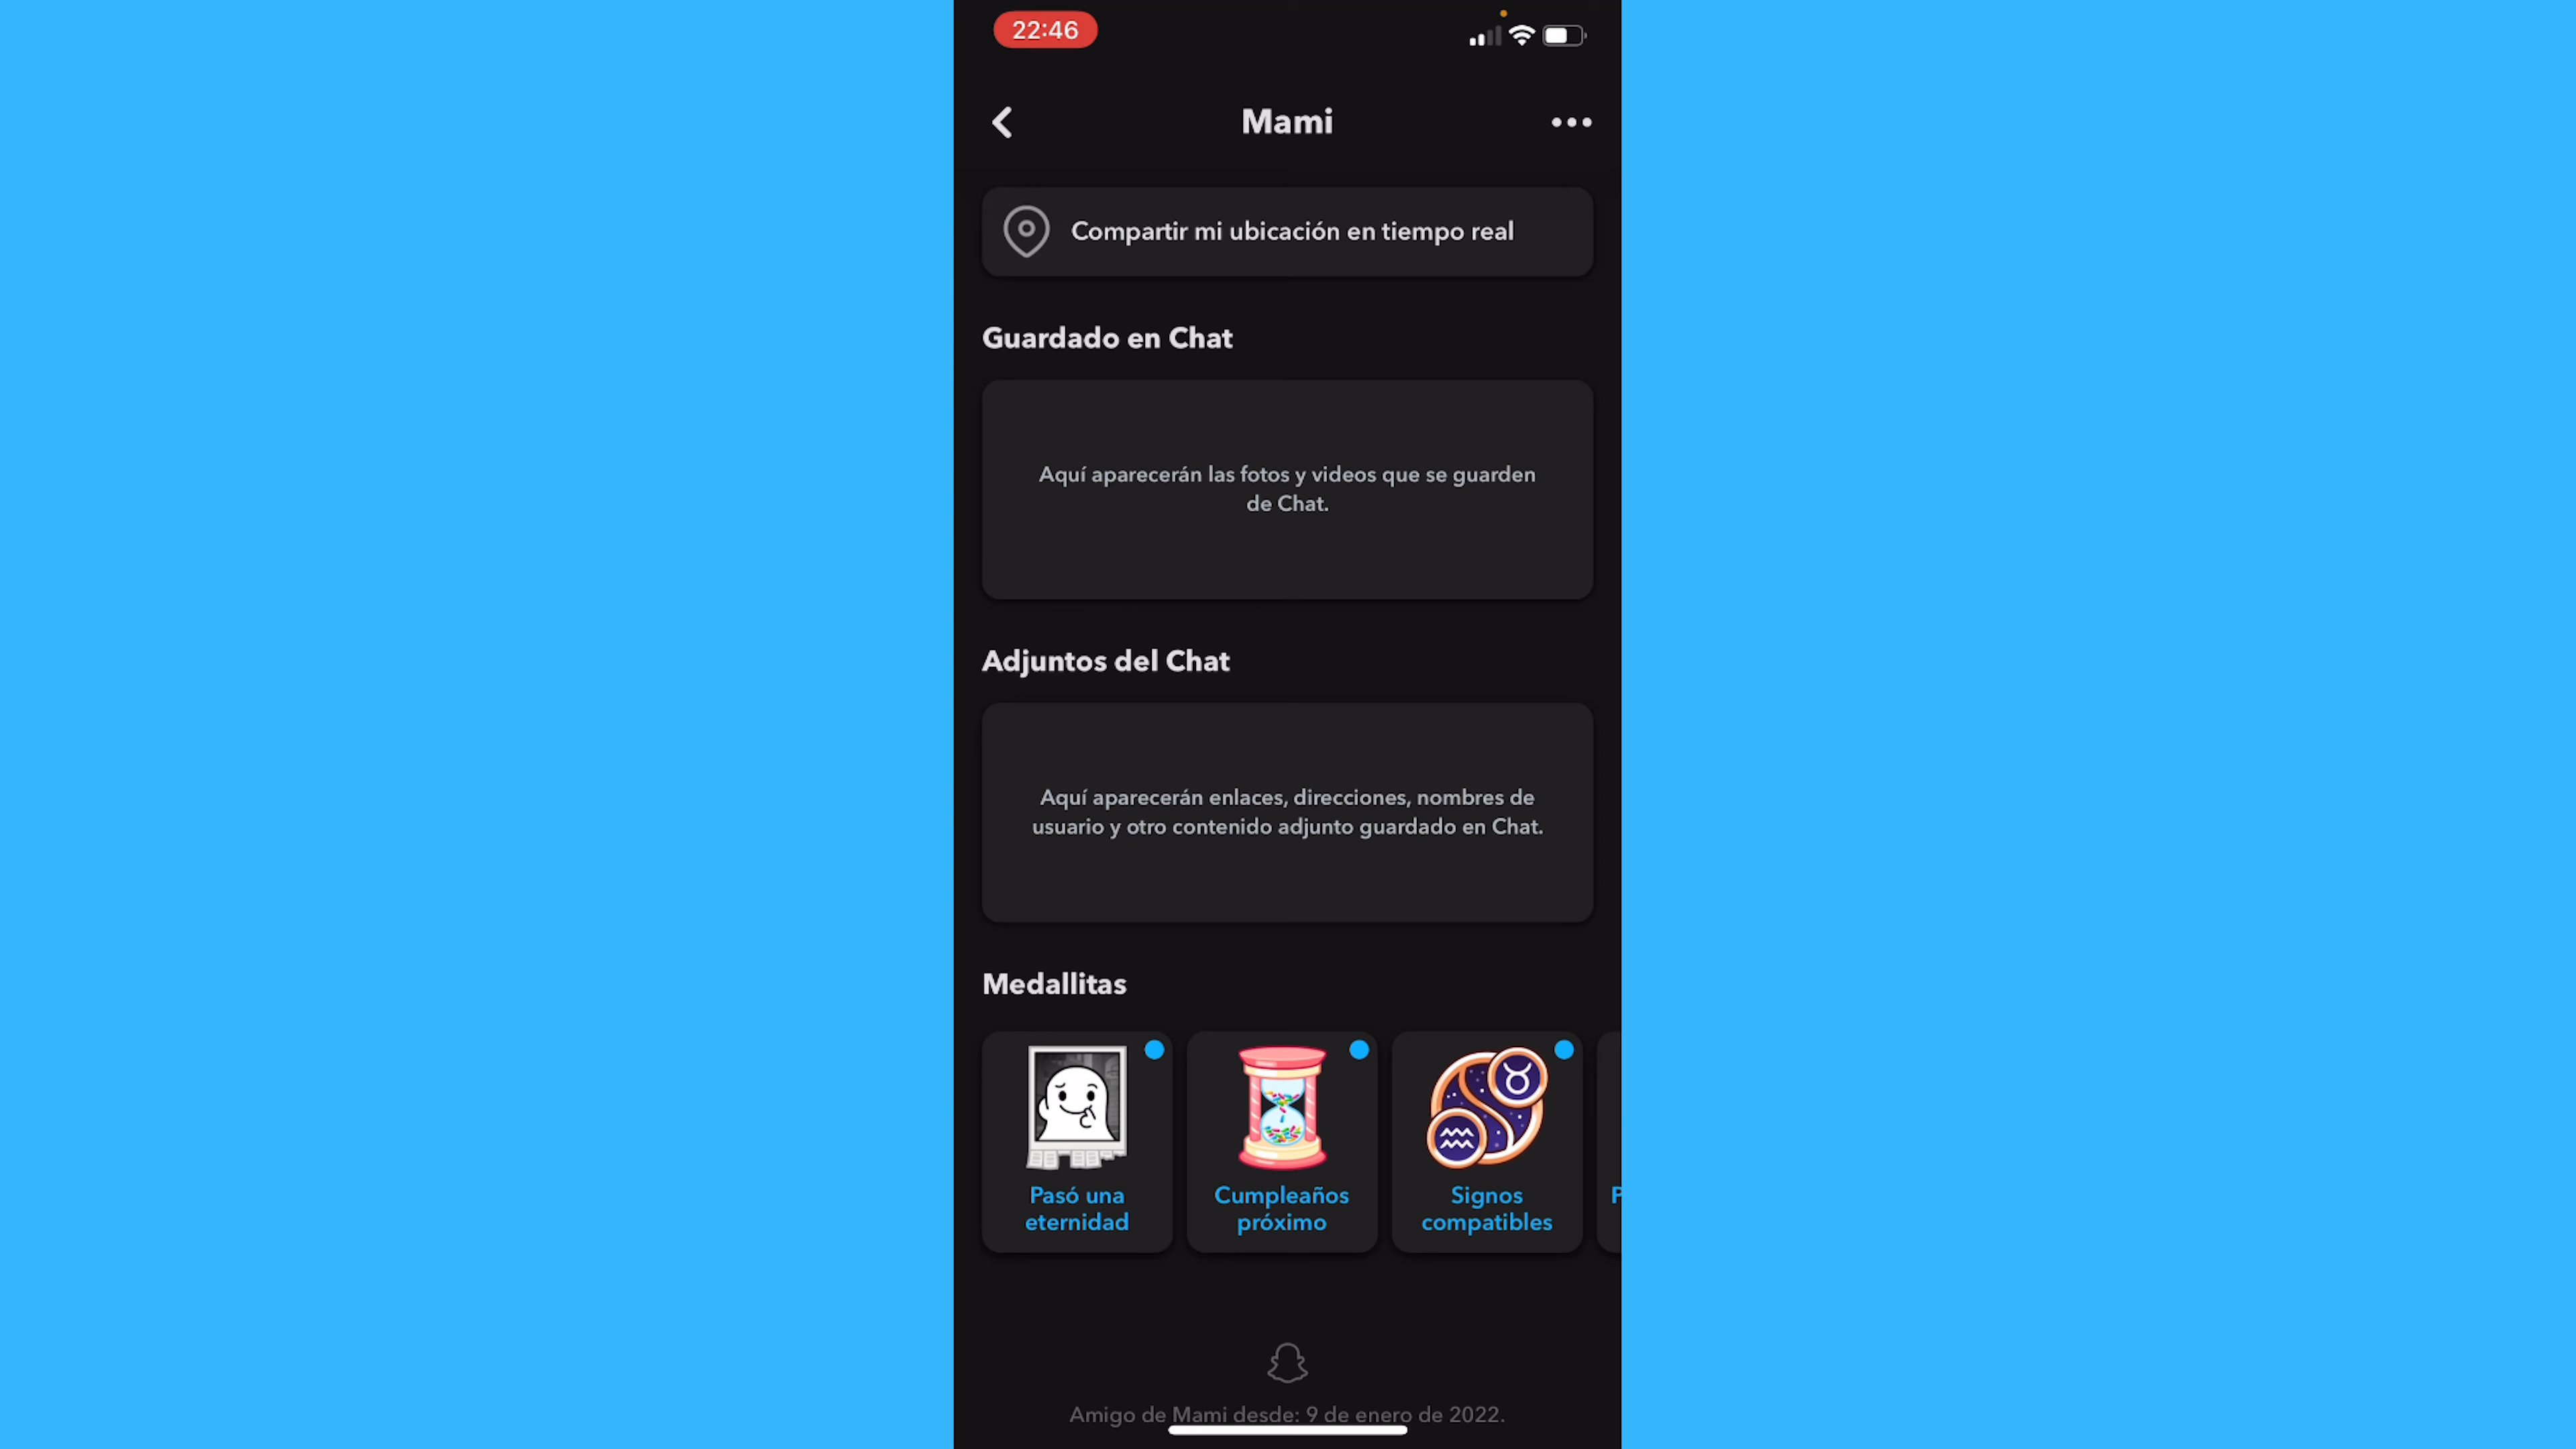 22:46
Mami
Compartir mi ubicación en tiempo real
Guardado en Chat
Aquí aparecerán las fotos y videos que se guarden
de Chat.
Adjuntos del Chat
Aquí aparecerán enlaces, direcciones, nombres de
usuario y otro contenido adjunto guardado en Chat.
Medallitas
Pasó una
eternidad
Cumpleaños
próximo
Signos
compatibles
Amigo de Mami desde: 9 de enero de 2022.